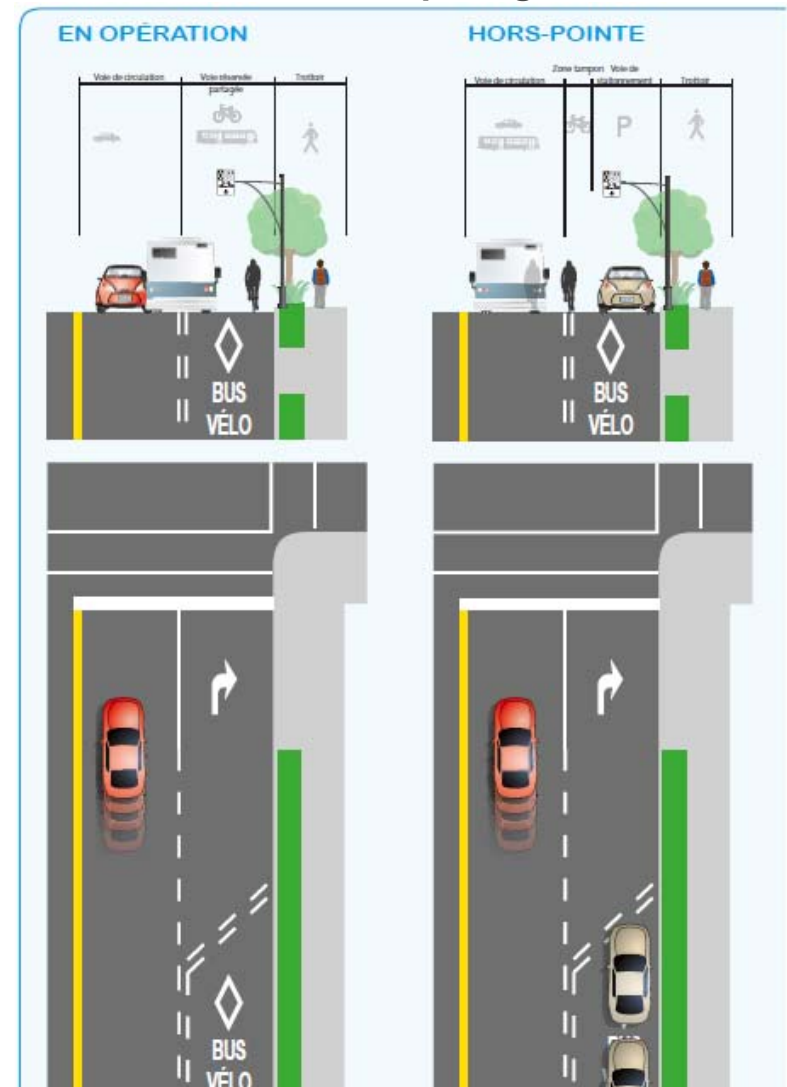 EN OPÉRATION
Voie de circulation
Voie réservée
partagée
Trottoir
BUS
VÉLO
BUS
VÉLO
HORS-POINTE
Voie de circulation
Zone tampon
Voie de
stationnement
Trottoir
P
BUS
VÉLO